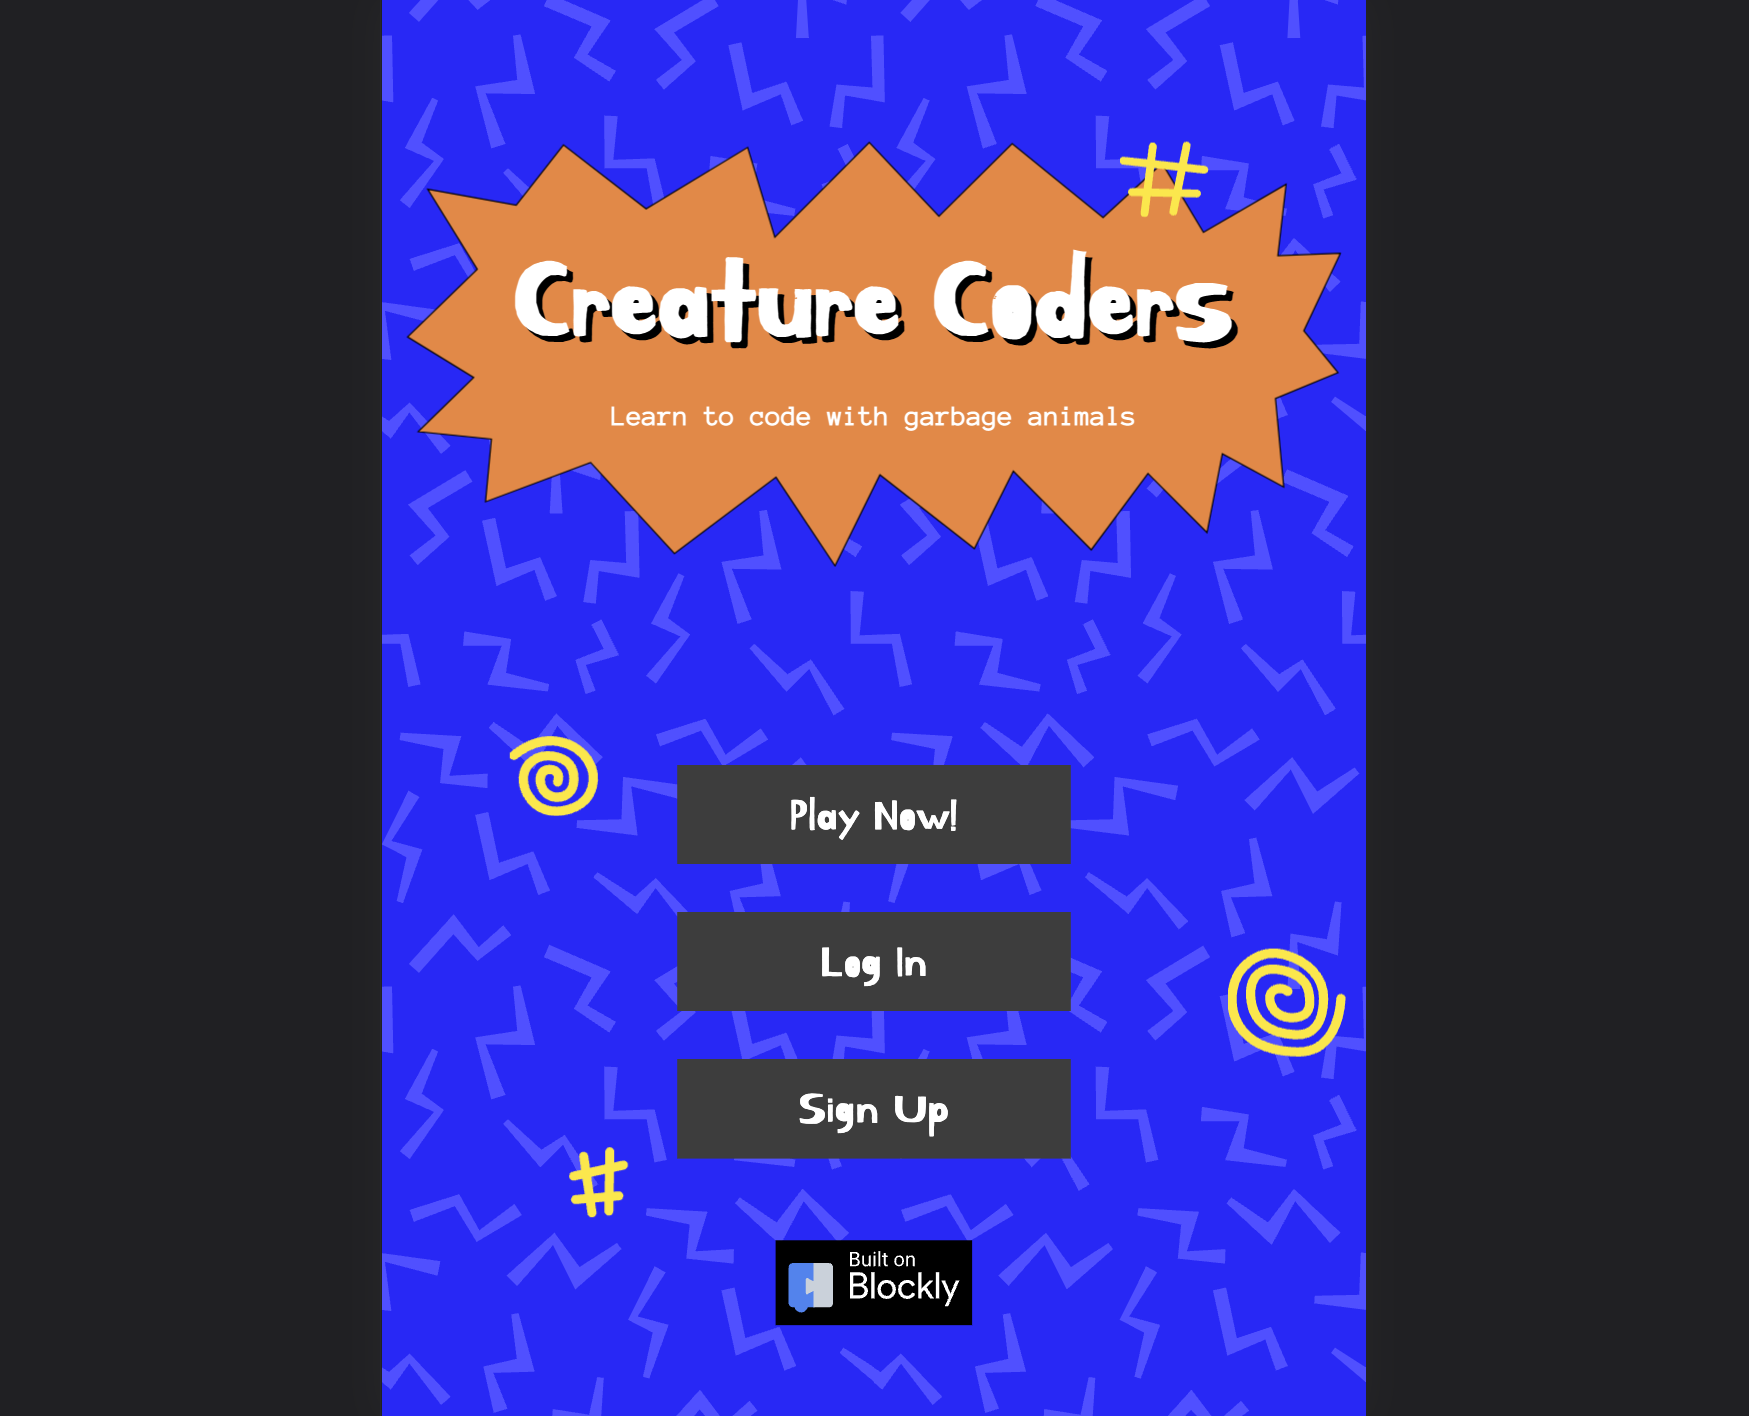 Creature Coders
Learn to code with garbage animals
Play Now!
Log In
Sign Up
Built on
Blockly